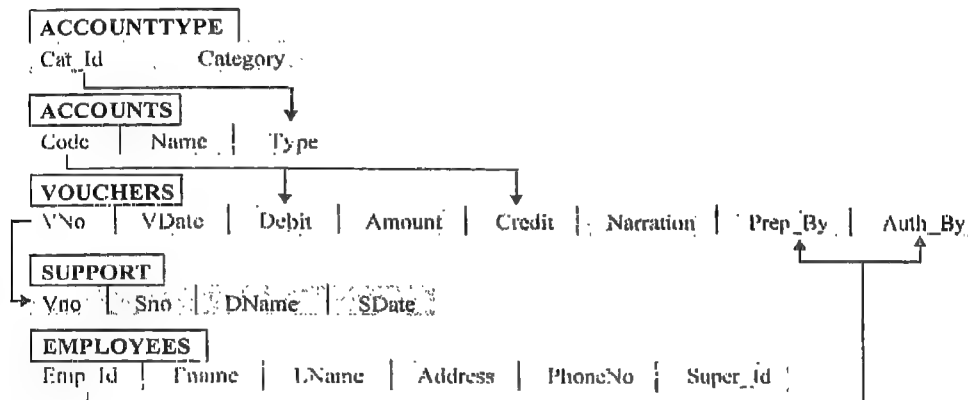 ACCOUNTTYPE
Cat_Id Category
ACCOUNTS
Code Name Type
VOUCHERS
VNo VDate Debit Amount Credit Narration Prep_By Auth_By
SUPPORT
Vno Sno DName SDate
EMPLOYEES
Emp_Id Fname LName Address PhoneNo Super_Id